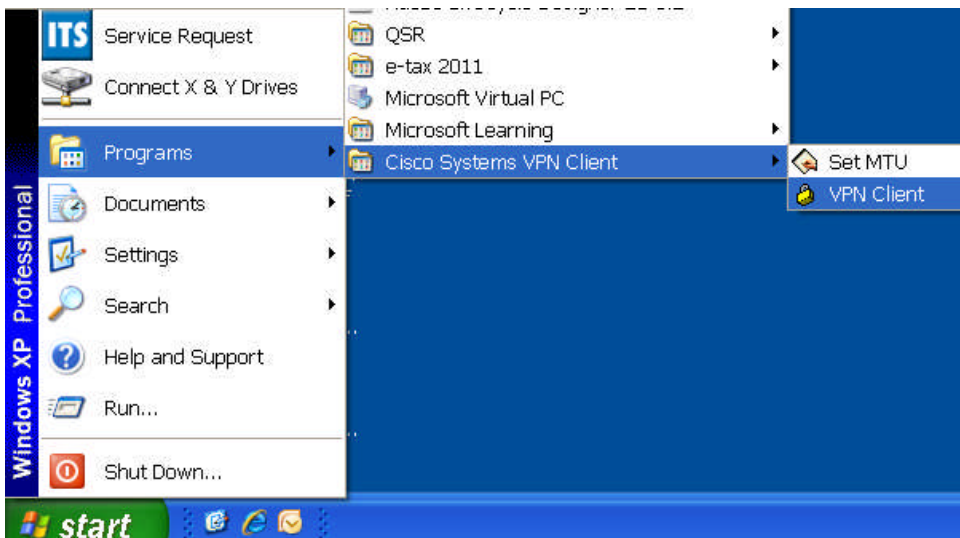 ITS Service Request
Connect X & Y Drives
Programs
Documents
Settings
Search
Help and Support
Run...
Shut Down...
Windows XP Professional
start
QSR
e-tax 2011
Microsoft Virtual PC
Microsoft Learning
Cisco Systems VPN Client
Set MTU
VPN Client